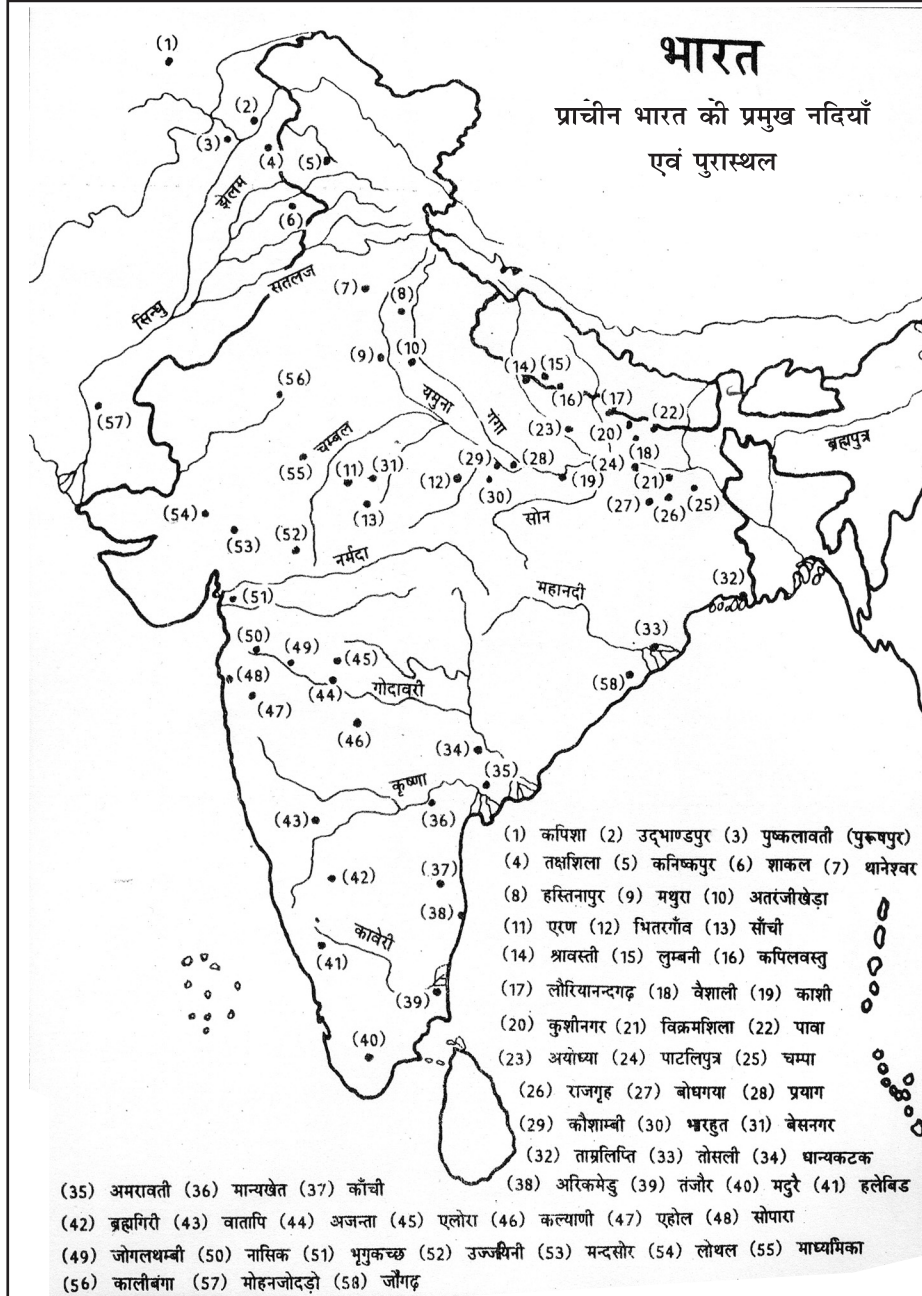 भारत
प्राचीन भारत की प्रमुख नदियाँ
एवं पुरास्थल
(1)
(2)
(3)
(4)
(5)
झेलम
(6)
सतलज
(7)
(8)
सिन्धु
(9)
(10)
(56)
(14)
(15)
(16)
(17)
(57)
यमुना
गंगा
(22)
(23)
(20)
ब्रह्मपुत्र
चम्बल
(18)
(55)
(11)
(31)
(12)
(29)
(28)
(24)
(19)
(21)
(30)
(27)
(26)
(25)
(13)
सोन
(54)
(53)
(52)
नर्मदा
(32)
महानदी
(51)
(33)
(50)
(49)
(45)
(48)
(44)
गोदावरी
(58)
(47)
(46)
(34)
(35)
कृष्णा
(43)
(36)
(42)
(37)
(38)
कावेरी
(41)
(39)
(40)
(1) कपिशा (2) उद्भाण्डपुर (3) पुष्कलावती (पुरूषपुर)
(4) तक्षशिला (5) कनिष्कपुर (6) शाकल (7) थानेश्वर
(8) हस्तिनापुर (9) मथुरा (10) अतरंजीखेड़ा
(11) एरण (12) भितरगाँव (13) साँची
(14) श्रावस्ती (15) लुम्बनी (16) कपिलवस्तु
(17) लौरियानन्दगढ़ (18) वैशाली (19) काशी
(20) कुशीनगर (21) विक्रमशिला (22) पावा
(23) अयोध्या (24) पाटलिपुत्र (25) चम्पा
(26) राजगृह (27) बोधगया (28) प्रयाग
(29) कौशाम्बी (30) भारहुत (31) बेसनगर
(32) ताम्रलिप्ति (33) तोसली (34) धान्यकटक
(35) अमरावती (36) मान्यखेत (37) काँची (38) अरिकमेडु (39) तंजौर (40) मदुरै (41) हलेबिड
(42) ब्रह्मगिरी (43) वातापि (44) अजन्ता (45) एलोरा (46) कल्याणी (47) एहोल (48) सोपारा
(49) जोगलथम्बी (50) नासिक (51) भृगुकच्छ (52) उज्जयिनी (53) मन्दसोर (54) लोथल (55) माध्यमिका
(56) कालीबंगा (57) मोहनजोदड़ो (58) जौगढ़